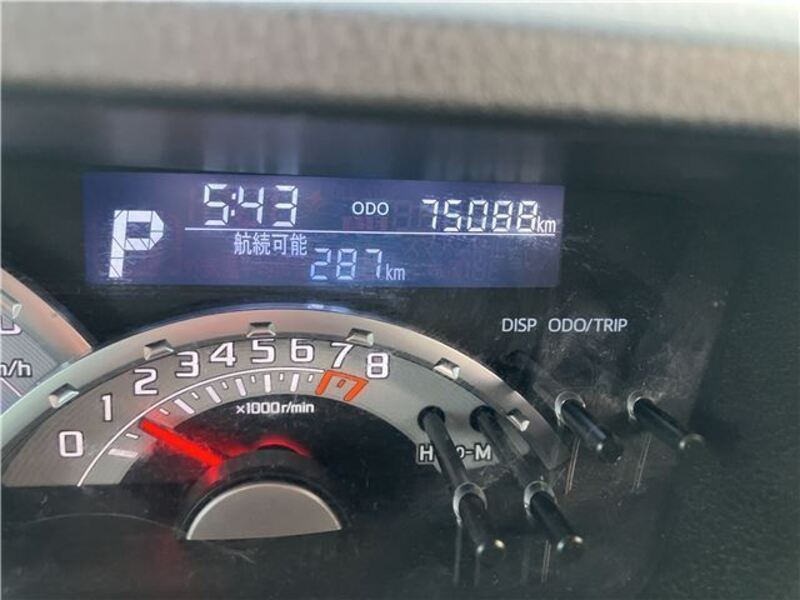 P 5:43 ODO 75088km
航続可能 287km
DISP ODO/TRIP
m/h
0 1 2 3 4 5 6 7 8
×1000r/min
H -M